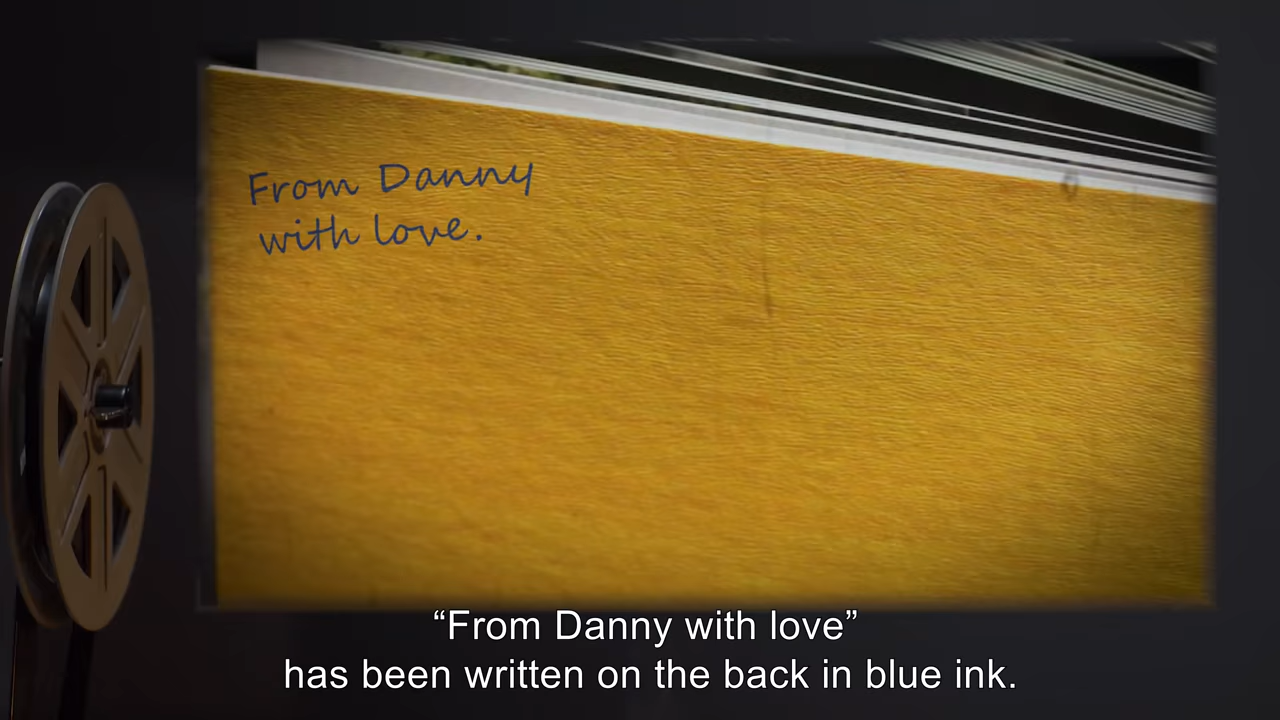 From Danny
with love.
“From Danny with love”
has been written on the back in blue ink.